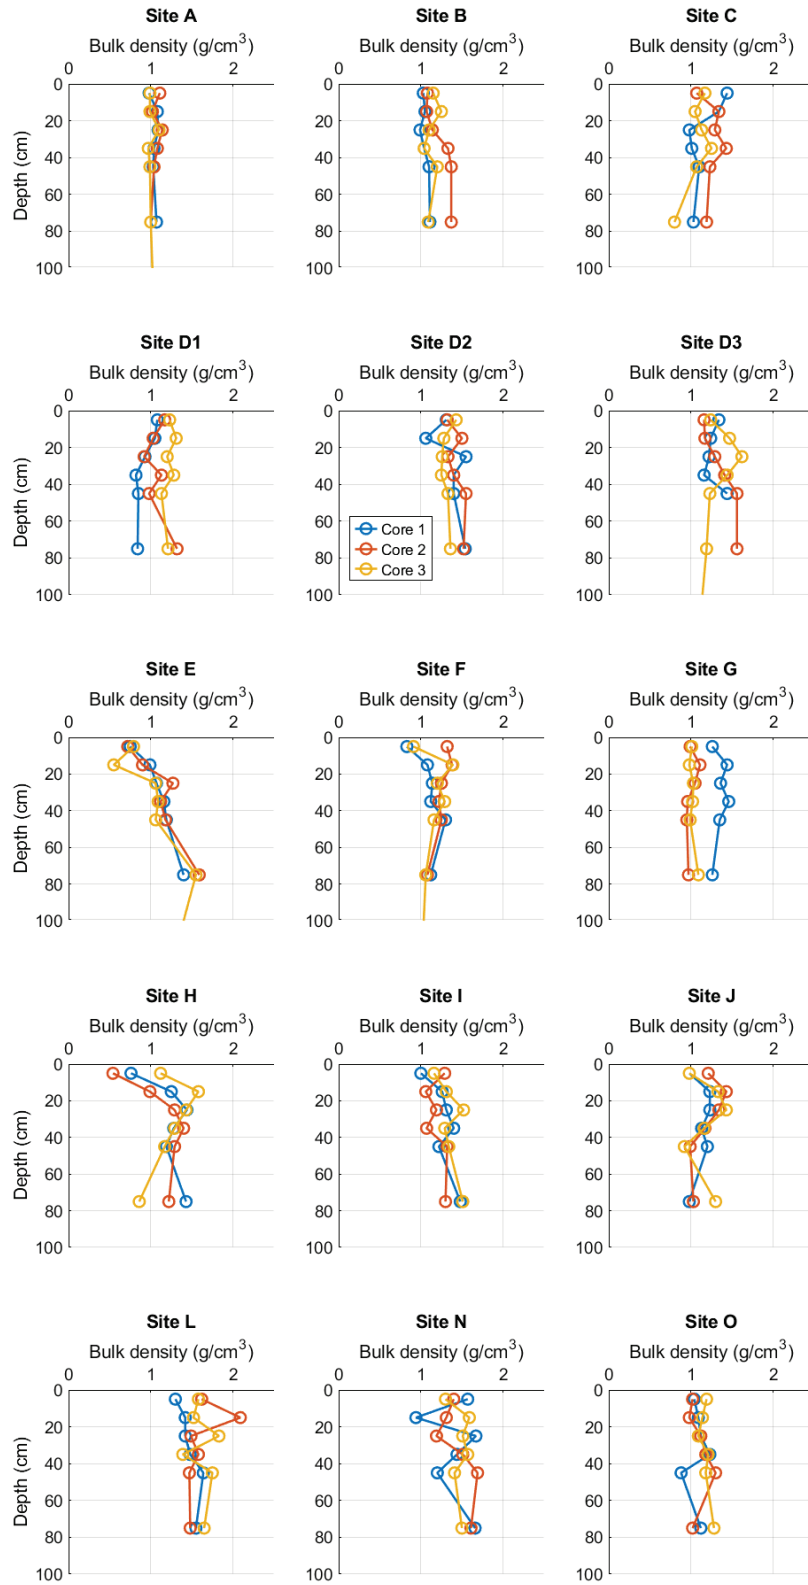 Site A
Bulk density (g/cm3)
0 1 2
0
20
40
60
80
100
Depth (cm)
Site B
Bulk density (g/cm3)
0 1 2
0
20
40
60
80
100
Site C
Bulk density (g/cm3)
0 1 2
0
20
40
60
80
100
Site D1
Bulk density (g/cm3)
0 1 2
0
20
40
60
80
100
Depth (cm)
Site D2
Bulk density (g/cm3)
0 1 2
0
20
40
60
80
100
Core 1
Core 2
Core 3
Site D3
Bulk density (g/cm3)
0 1 2
0
20
40
60
80
100
Site E
Bulk density (g/cm3)
0 1 2
0
20
40
60
80
100
Depth (cm)
Site F
Bulk density (g/cm3)
0 1 2
0
20
40
60
80
100
Site G
Bulk density (g/cm3)
0 1 2
0
20
40
60
80
100
Site H
Bulk density (g/cm3)
0 1 2
0
20
40
60
80
100
Depth (cm)
Site I
Bulk density (g/cm3)
0 1 2
0
20
40
60
80
100
Site J
Bulk density (g/cm3)
0 1 2
0
20
40
60
80
100
Site L
Bulk density (g/cm3)
0 1 2
0
20
40
60
80
100
Depth (cm)
Site N
Bulk density (g/cm3)
0 1 2
0
20
40
60
80
100
Site O
Bulk density (g/cm3)
0 1 2
0
20
40
60
80
100